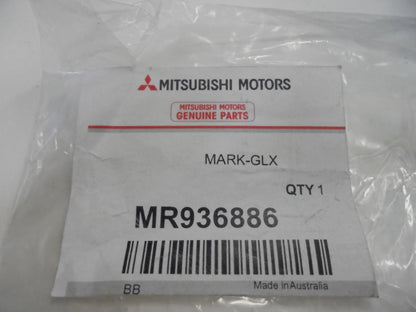 MITSUBISHI MOTORS
MITSUBISHI MOTORS
GENUINE PARTS
MARK-GLX
QTY 1
MR936886
BB Made in Australia